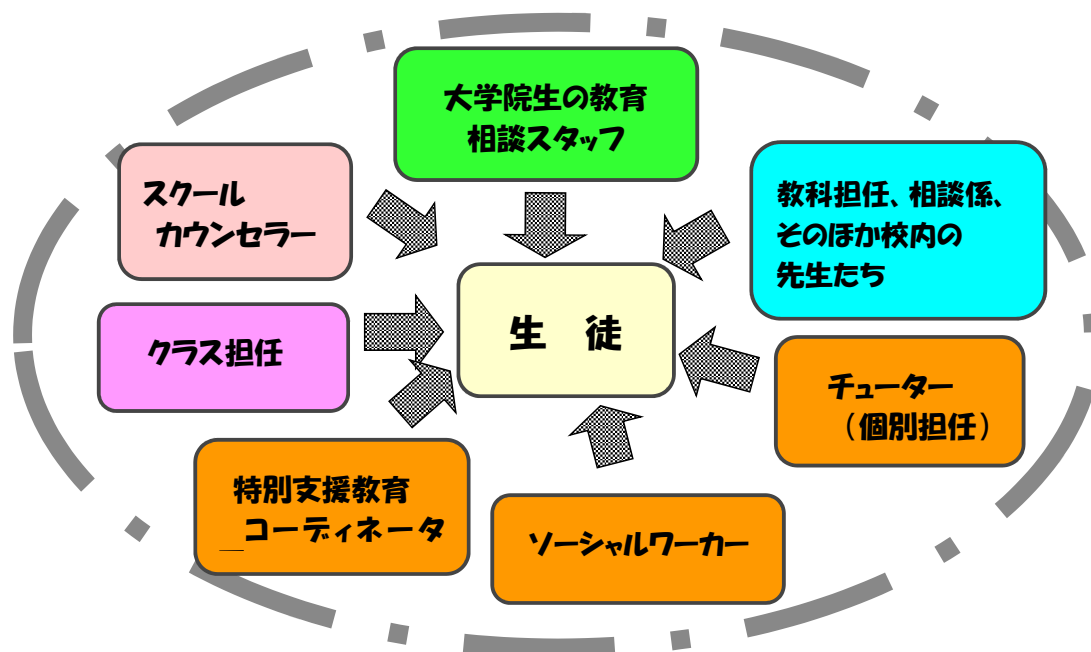 大学院生の教育
相談スタッフ
スクール
カウンセラー
教科担任、相談係、
そのほか校内の
先生たち
生　徒
クラス担任
チューター
（個別担任）
特別支援教育
_コーディネータ
ソーシャルワーカー